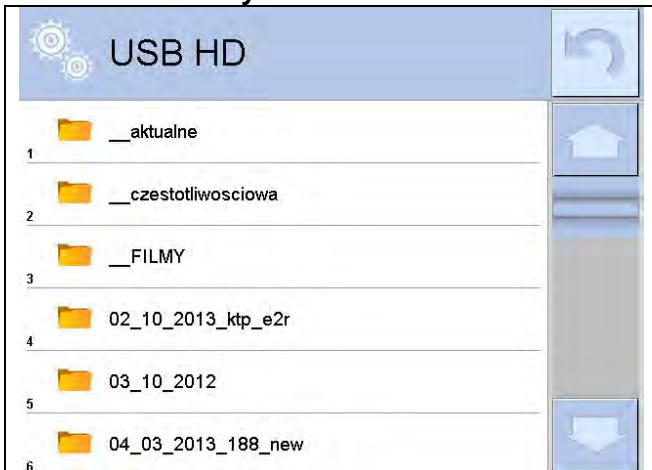 USB HD
__aktualne
1
__czestotliwosciowa
2
__FILMY
3
02_10_2013_ktp_e2r
4
03_10_2012
5
04_03_2013_188_new
6